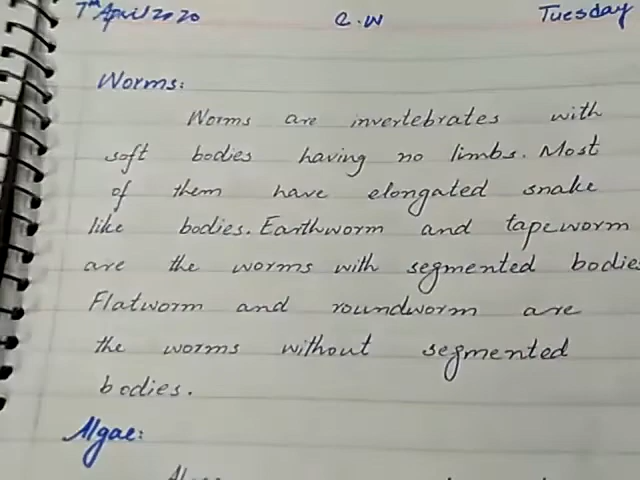 7th April 2020 C.W Tuesday
Worms:
Worms are invertebrates with
soft bodies having no limbs. Most
of them have elongated snake
like bodies. Earthworm and tapeworm
are the worms with segmented bodies
Flatworm and roundworm are
the worms without segmented
bodies.
Algae: